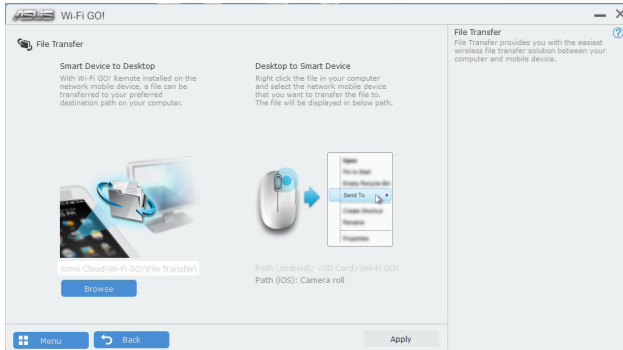 ASUS Wi-Fi GO!
File Transfer
Smart Device to Desktop
With Wi-Fi GO! Remote installed on the
network mobile device, a file can be
transferred to your preferred
destination path on your computer.
Home Cloud\Wi-Fi GO!\File Transfer\
Browse
Desktop to Smart Device
Right click the file in your computer
and select the network mobile device
that you want to transfer the file to.
The file will be displayed in below path.
Open
Pin to Start
Empty Recycle Bin
Send To
Create Shortcut
Rename
Properties
Path (Android): <SD Card>\Wi-Fi GO!
Path (iOS): Camera roll
File Transfer
File Transfer provides you with the easiest
wireless file transfer solution between your
computer and mobile device.
?
Menu
Back
Apply